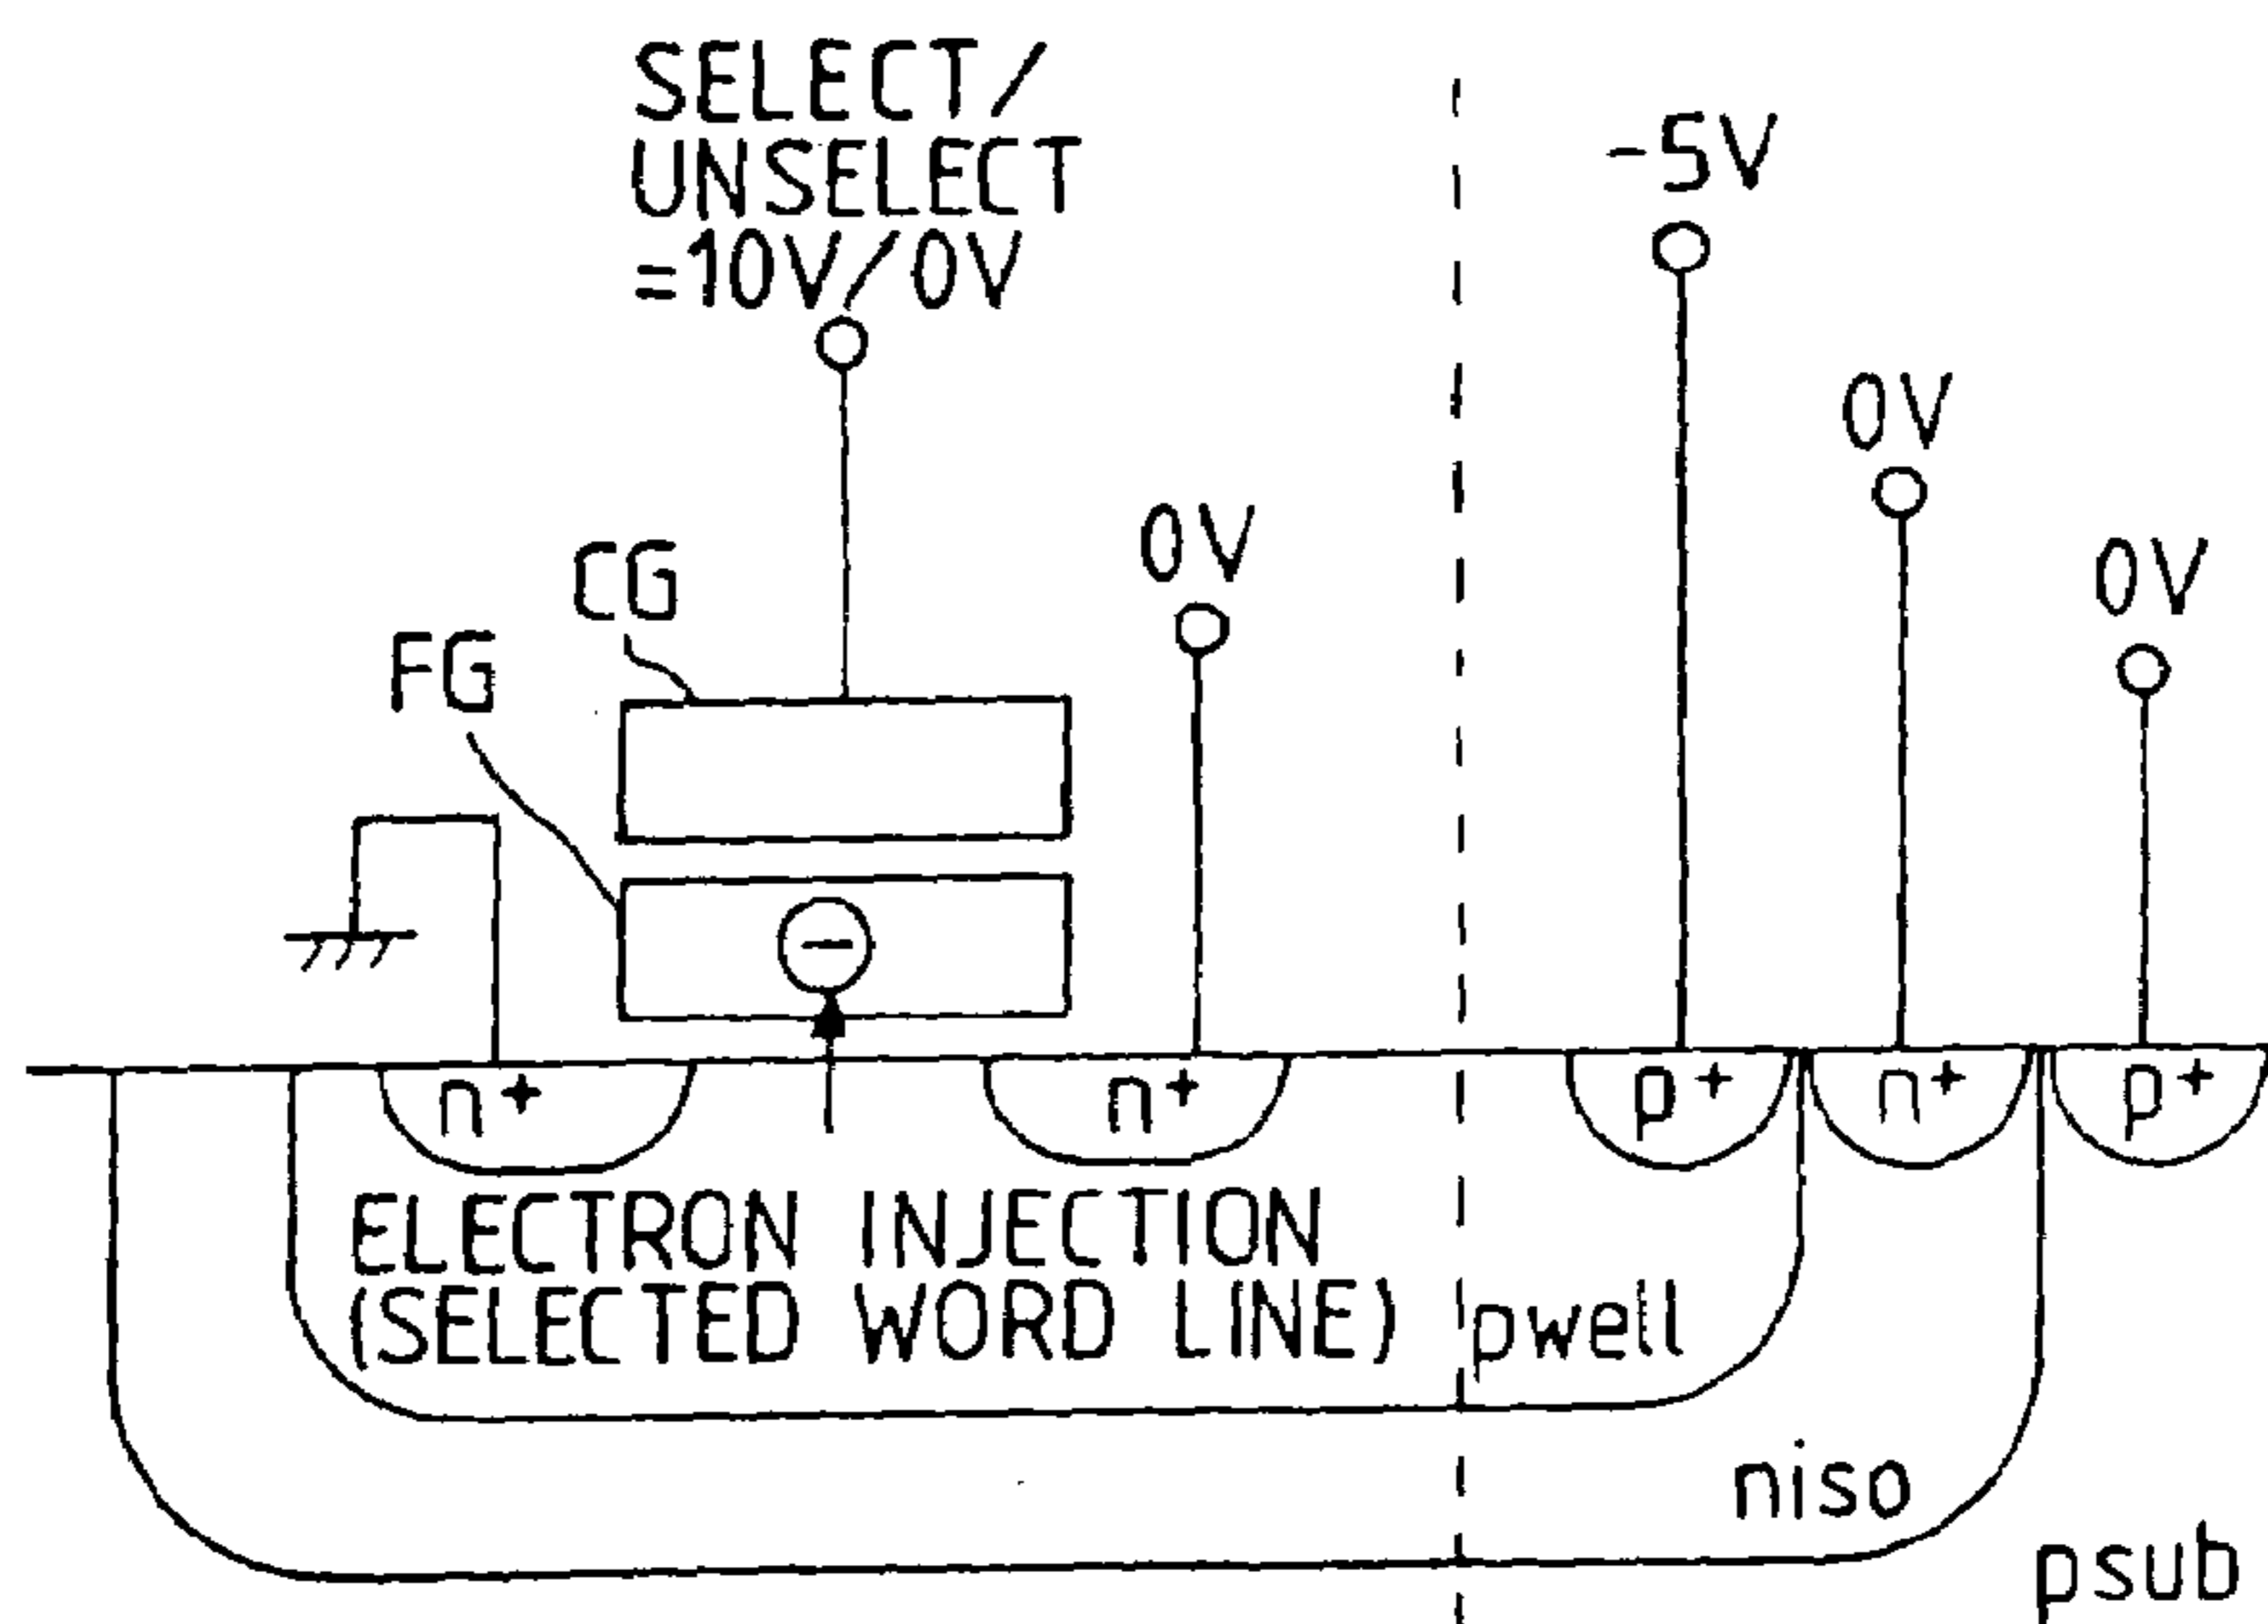 SELECT/
UNSELECT
=10V/0V
-5V
0V
0V
0V
CG
FG
⊖
n+
n+
p+
n+
p+
ELECTRON INJECTION
(SELECTED WORD LINE)
pwell
niso
psub